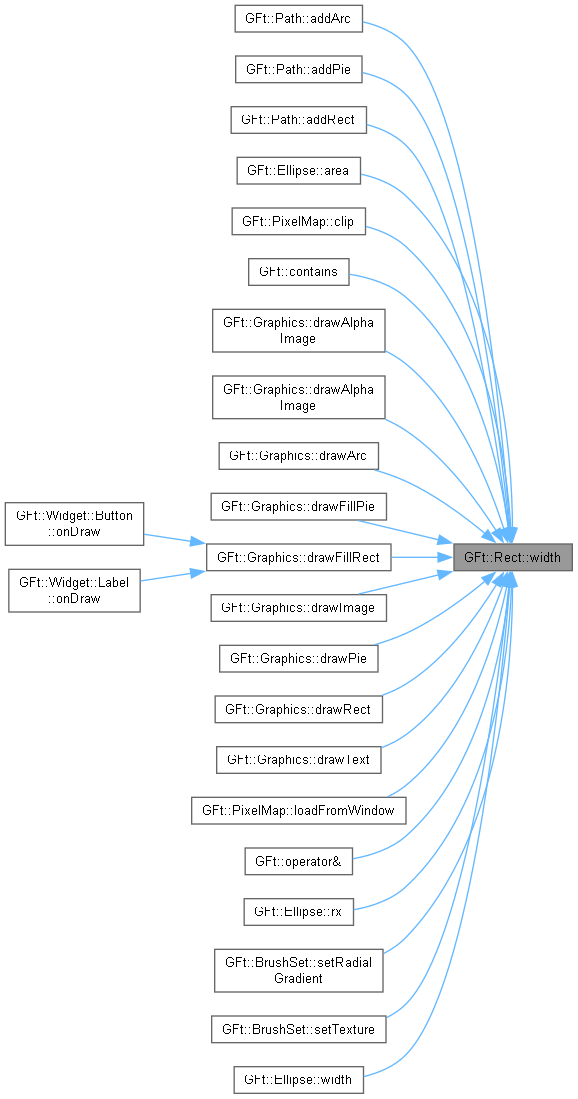 GFt::Path::addArc
GFt::Path::addPie
GFt::Path::addRect
GFt::Ellipse::area
GFt::PixelMap::clip
GFt::contains
GFt::Graphics::drawAlpha
Image
GFt::Graphics::drawAlpha
Image
GFt::Graphics::drawArc
GFt::Graphics::drawFillPie
GFt::Widget::Button
::onDraw
GFt::Graphics::drawFillRect
GFt::Rect::width
GFt::Widget::Label
::onDraw
GFt::Graphics::drawImage
GFt::Graphics::drawPie
GFt::Graphics::drawRect
GFt::Graphics::drawText
GFt::PixelMap::loadFromWindow
GFt::operator&
GFt::Ellipse::rx
GFt::BrushSet::setRadial
Gradient
GFt::BrushSet::setTexture
GFt::Ellipse::width